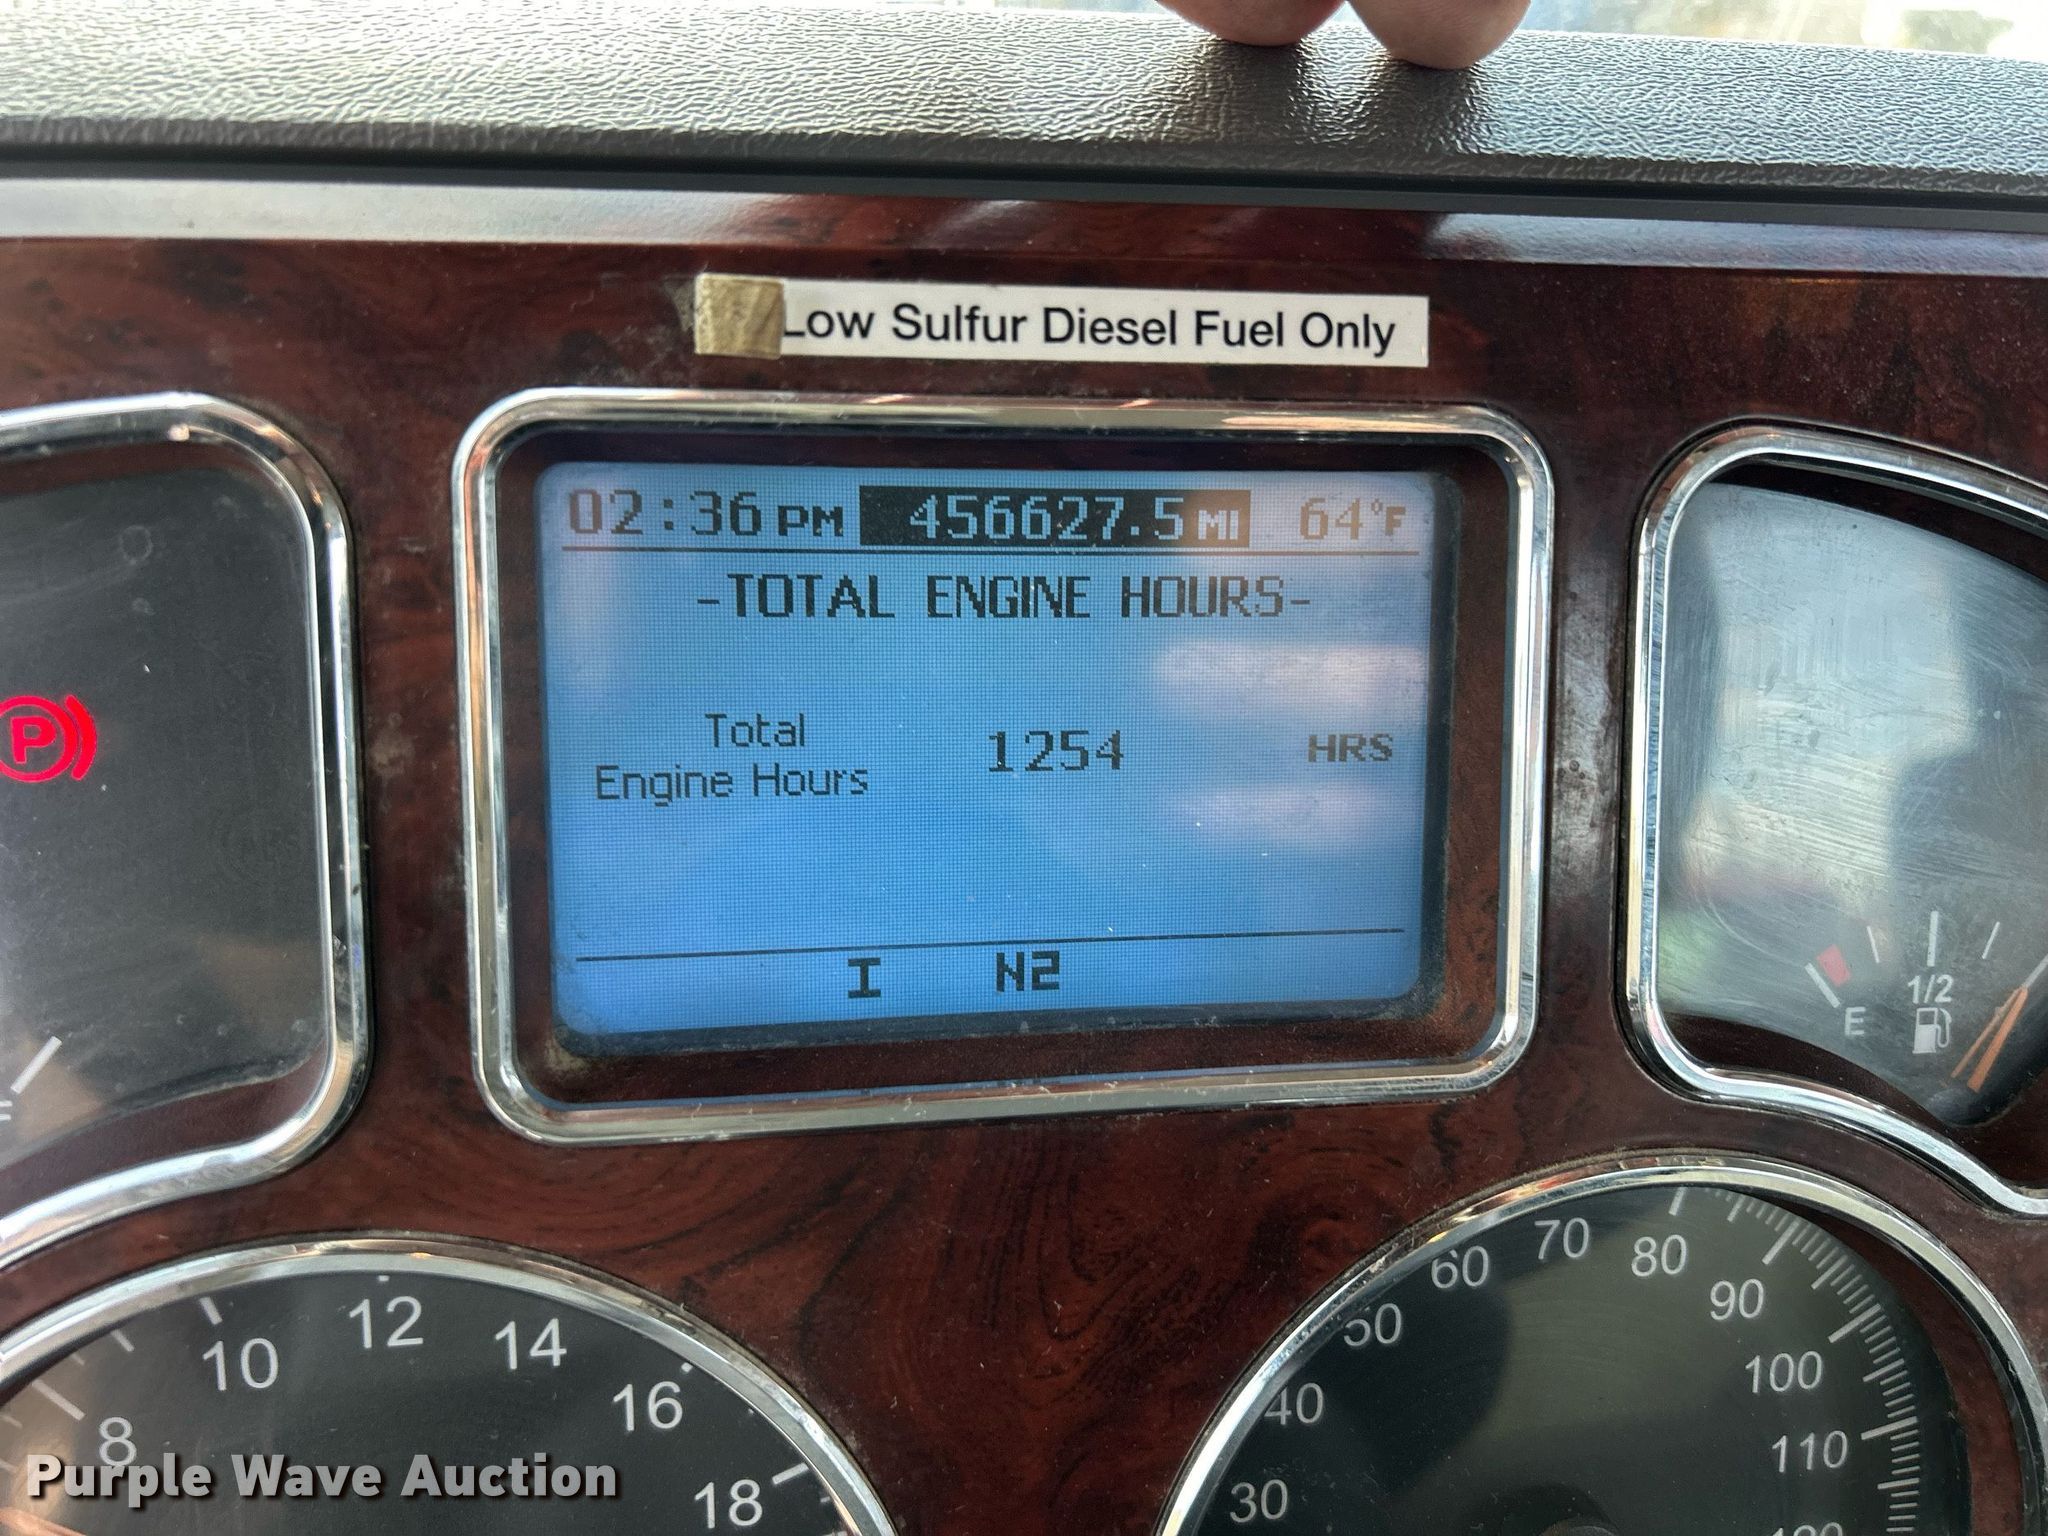 Low Sulfur Diesel Fuel Only
02:36 PM 456627.5 MI 64°F
-TOTAL ENGINE HOURS-
Total
Engine Hours
1254 HRS
I N2
E 1/2
8 10 12 14 16 18
30 40 50 60 70 80 90 100 110 120
P
Purple Wave Auction